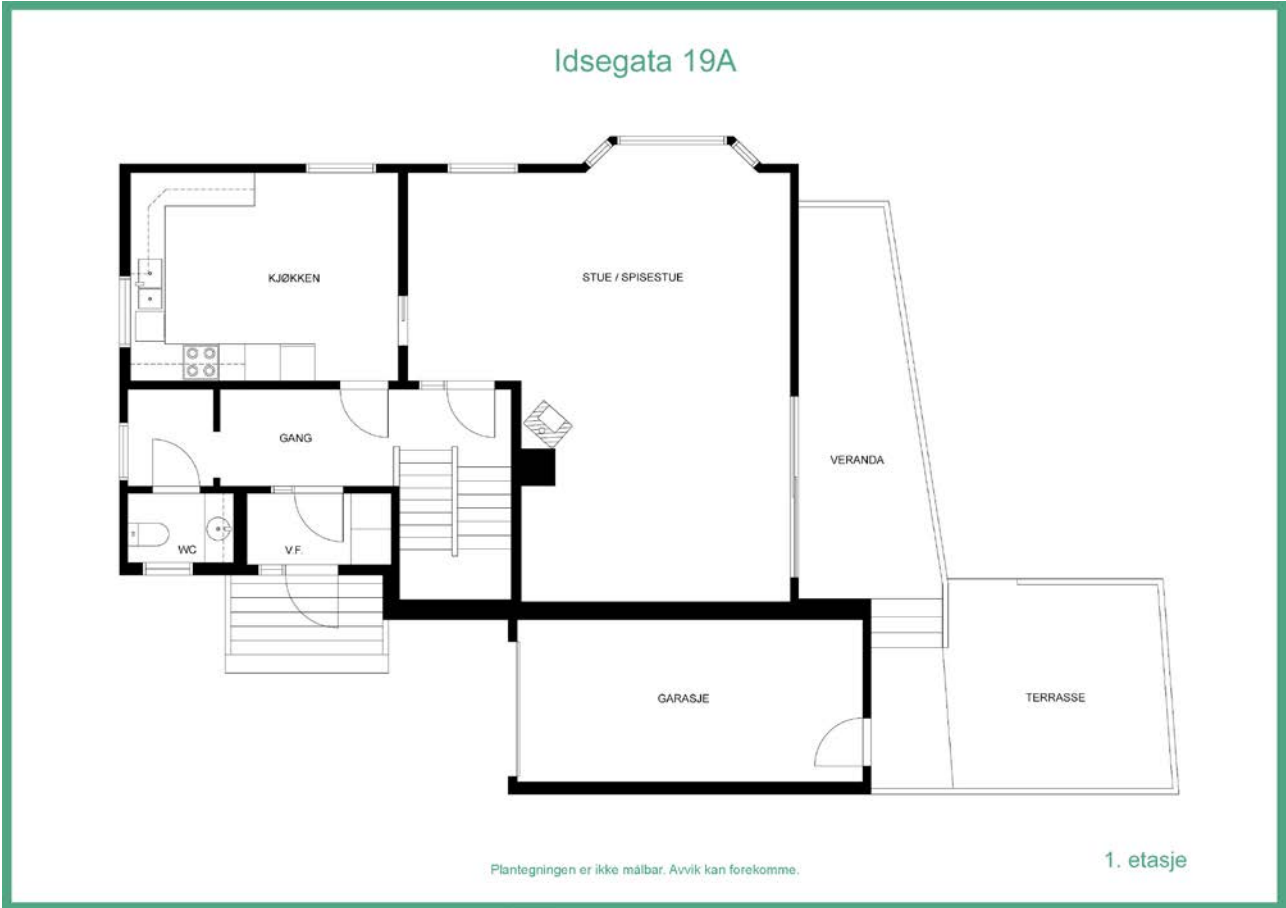 Idsegata 19A
KJØKKEN
STUE / SPISESTUE
GANG
VERANDA
WC
V.F.
GARASJE
TERRASSE
Plantegningen er ikke målbar. Avvik kan forekomme.
1. etasje